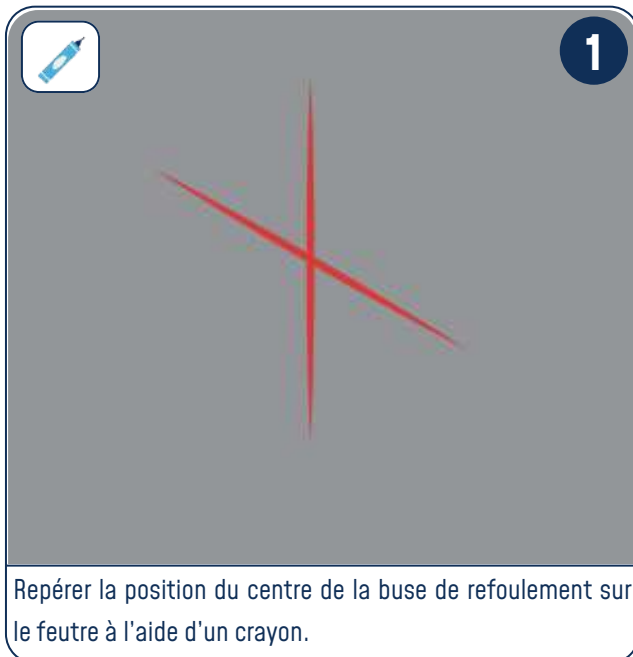 1
Repérer la position du centre de la buse de refoulement sur
le feutre à l'aide d'un crayon.